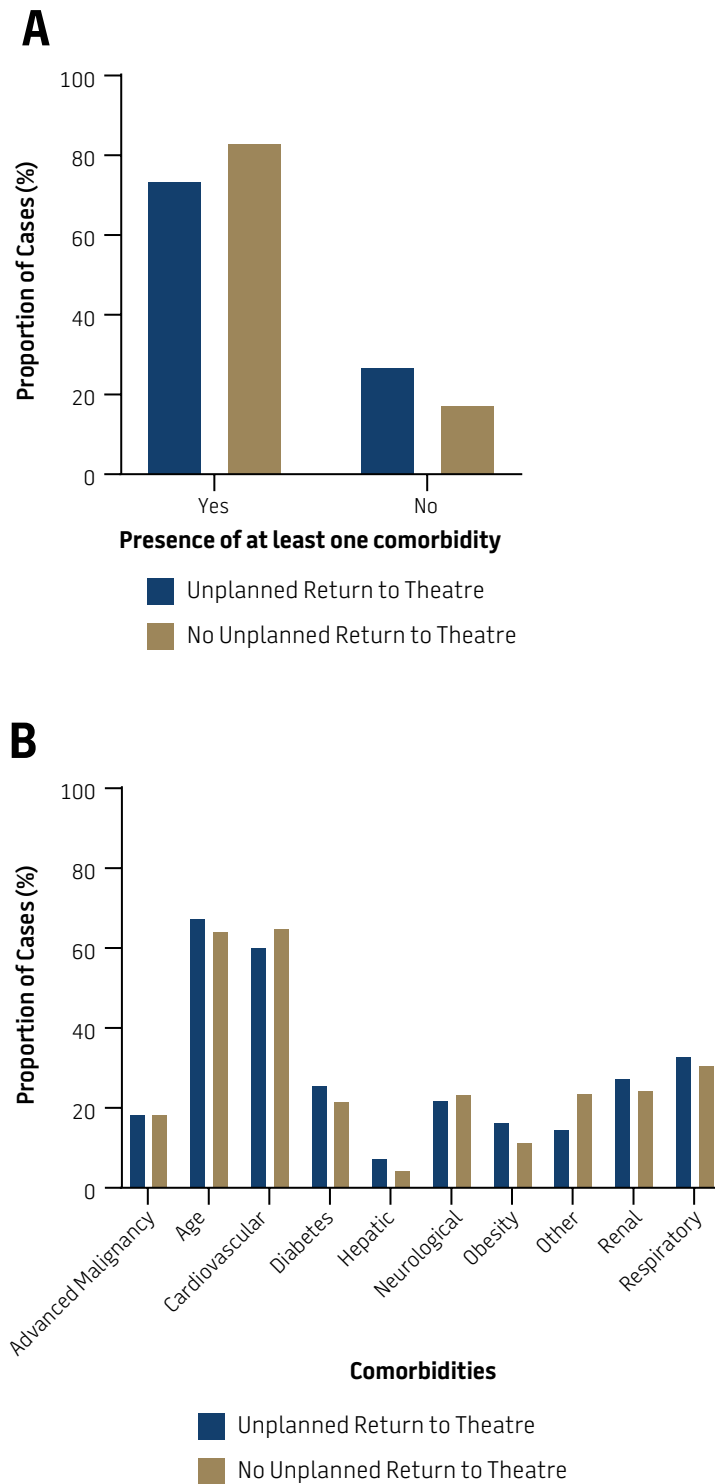 A
100
80
60
40
20
0
Proportion of Cases (%)
Yes
No
Presence of at least one comorbidity
Unplanned Return to Theatre
No Unplanned Return to Theatre
B
100
80
60
40
20
0
Proportion of Cases (%)
Advanced Malignancy
Age
Cardiovascular
Diabetes
Hepatic
Neurological
Obesity
Other
Renal
Respiratory
Comorbidities
Unplanned Return to Theatre
No Unplanned Return to Theatre